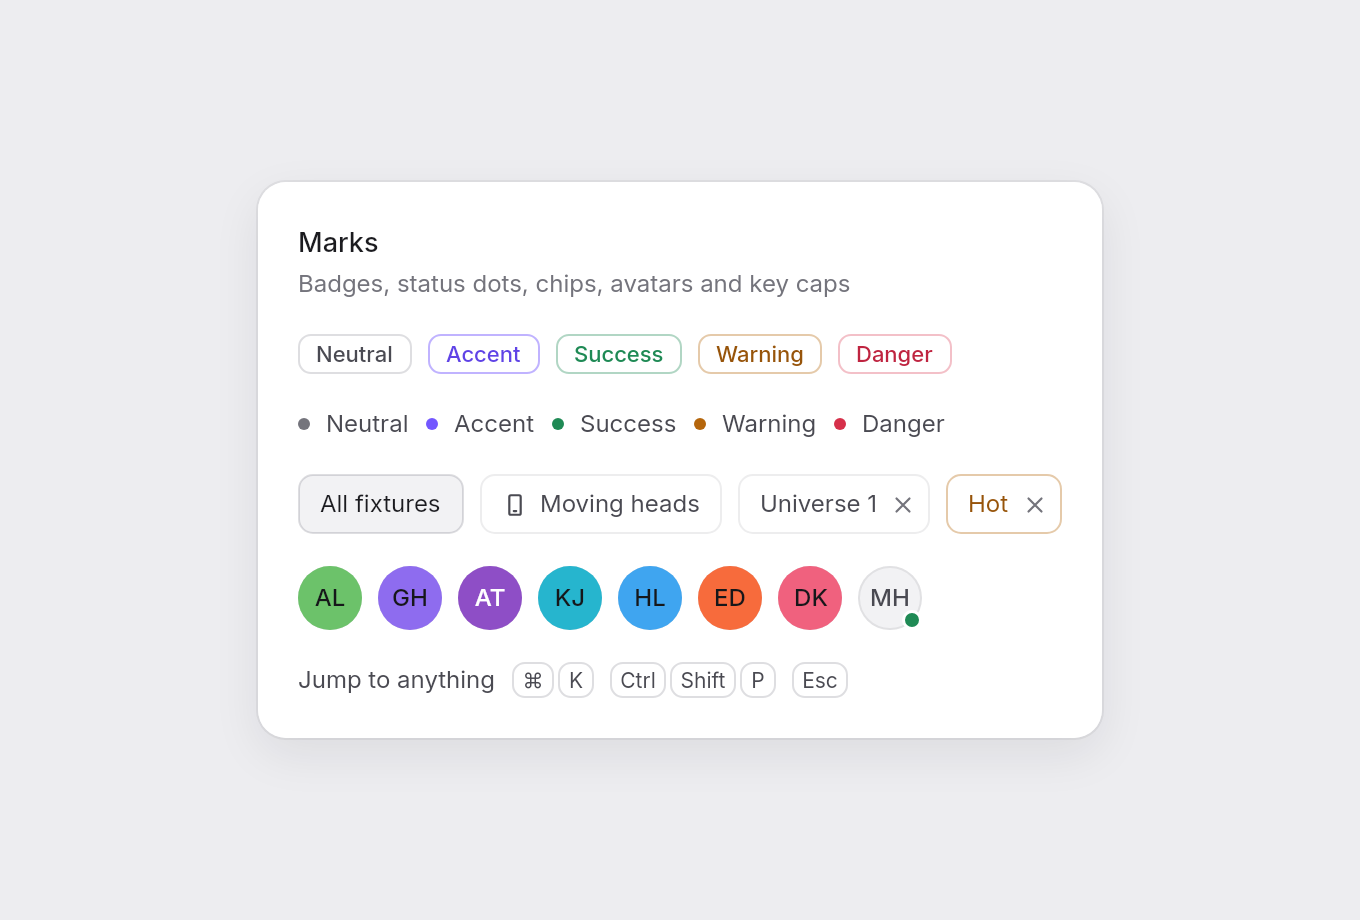 Marks
Badges, status dots, chips, avatars and key caps
Neutral Accent Success Warning Danger
Neutral Accent Success Warning Danger
All fixtures Moving heads Universe 1 Hot
AL GH AT KJ HL ED DK MH
Jump to anything ⌘ K Ctrl Shift P Esc